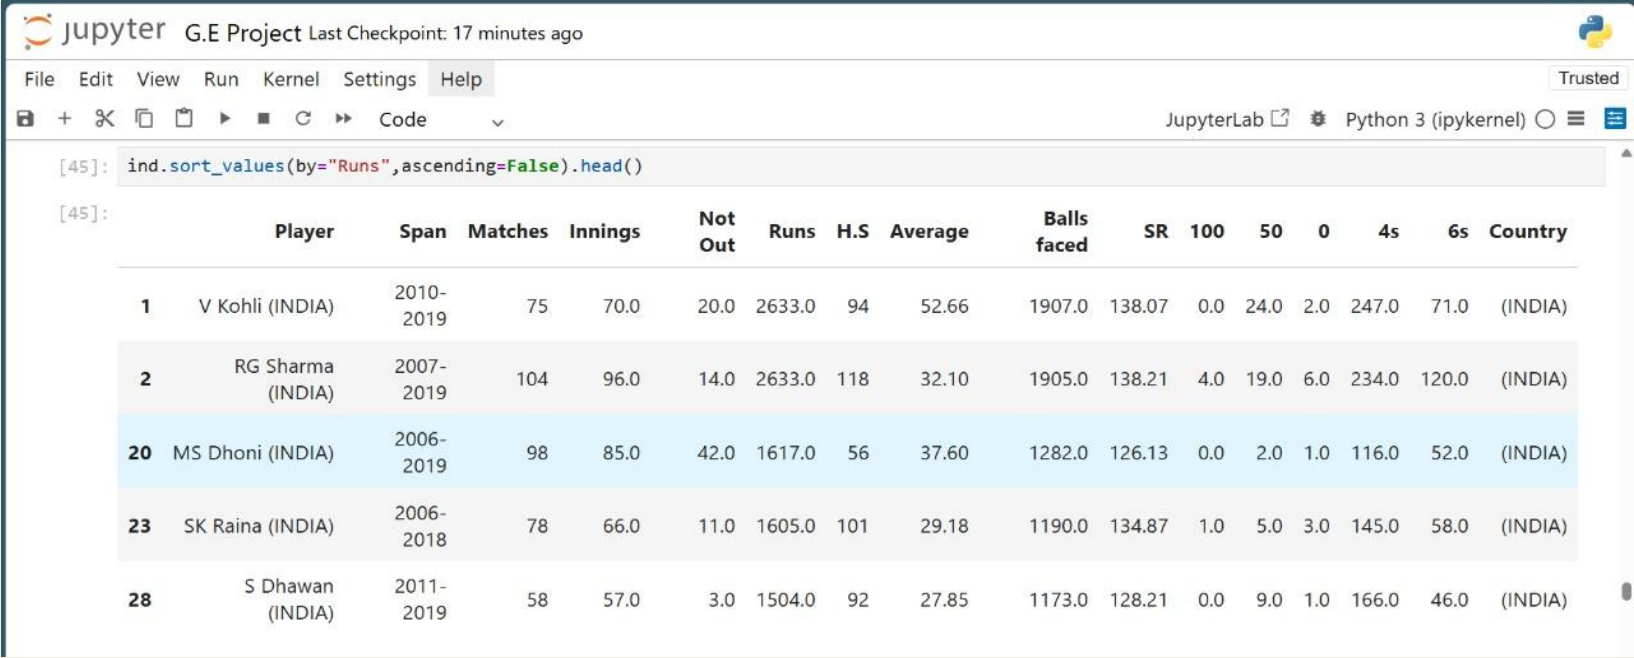 jupyter G.E Project Last Checkpoint: 17 minutes ago
File Edit View Run Kernel Settings Help Trusted
Code JupyterLab Python 3 (ipykernel)
[45]: ind.sort_values(by="Runs",ascending=False).head()
[45]:
Player Span Matches Innings Not Out Runs H.S Average Balls faced SR 100 50 0 4s 6s Country
1 V Kohli (INDIA) 2010-2019 75 70.0 20.0 2633.0 94 52.66 1907.0 138.07 0.0 24.0 2.0 247.0 71.0 (INDIA)
2 RG Sharma (INDIA) 2007-2019 104 96.0 14.0 2633.0 118 32.10 1905.0 138.21 4.0 19.0 6.0 234.0 120.0 (INDIA)
20 MS Dhoni (INDIA) 2006-2019 98 85.0 42.0 1617.0 56 37.60 1282.0 126.13 0.0 2.0 1.0 116.0 52.0 (INDIA)
23 SK Raina (INDIA) 2006-2018 78 66.0 11.0 1605.0 101 29.18 1190.0 134.87 1.0 5.0 3.0 145.0 58.0 (INDIA)
28 S Dhawan (INDIA) 2011-2019 58 57.0 3.0 1504.0 92 27.85 1173.0 128.21 0.0 9.0 1.0 166.0 46.0 (INDIA)